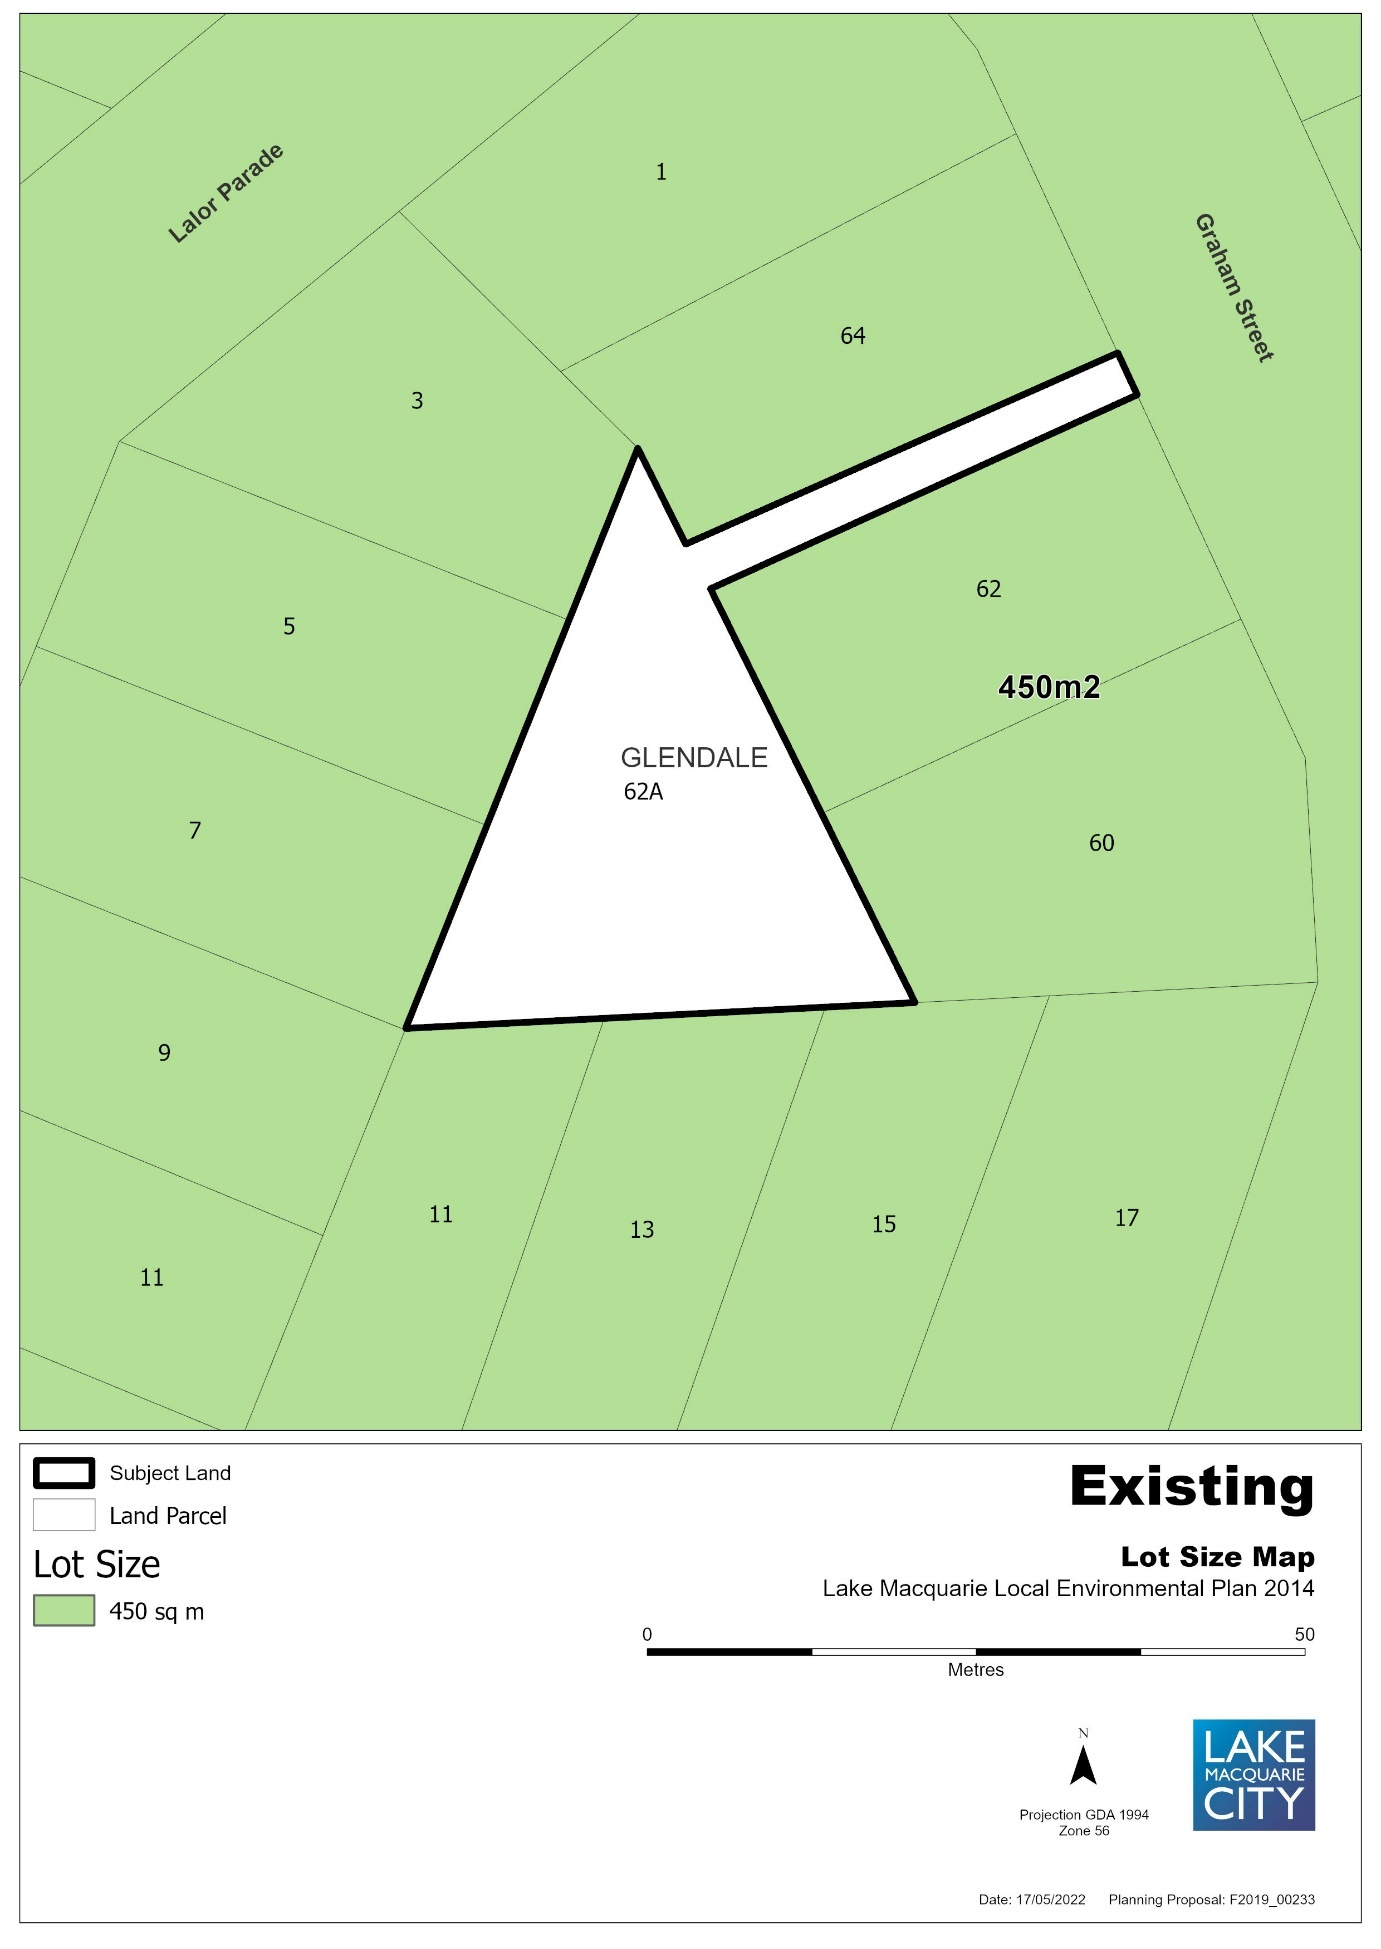 Lalor Parade
1
Graham Street
64
3
62
5
450m2
GLENDALE
62A
7
60
9
11
13
15
17
11
Subject Land
Land Parcel
Lot Size
450 sq m
Existing
Lot Size Map
Lake Macquarie Local Environmental Plan 2014
0 50
Metres
N
Projection GDA 1994
Zone 56
LAKE
MACQUARIE
CITY
Date: 17/05/2022 Planning Proposal: F2019_00233